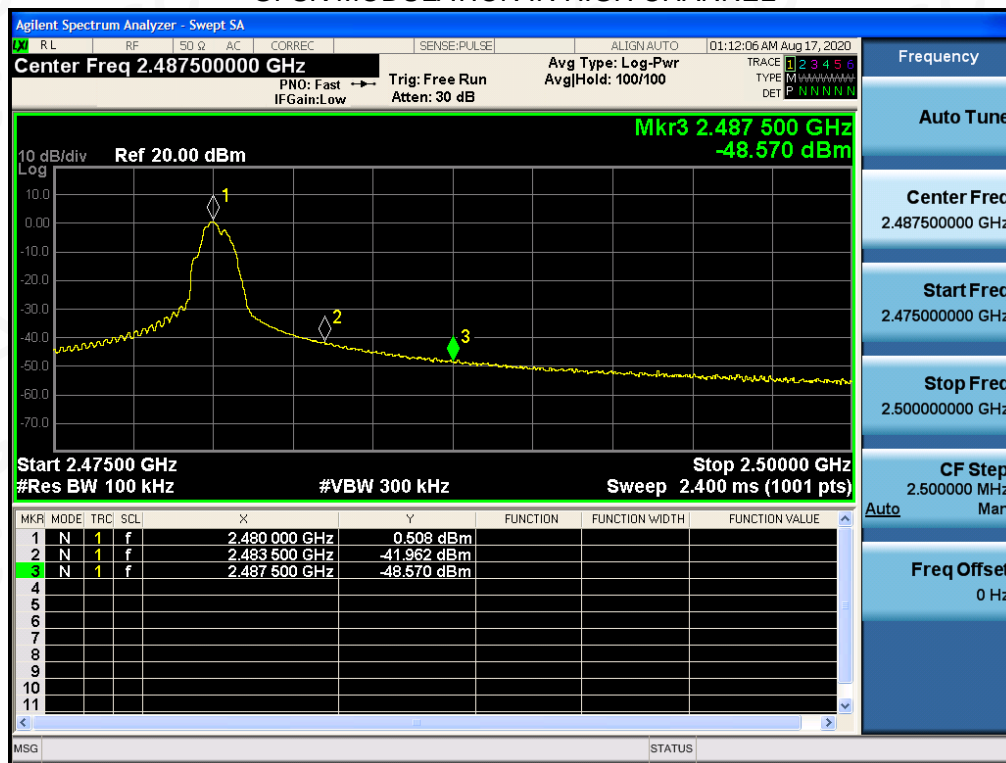 Agilent Spectrum Analyzer - Swept SA
LXI RL RF 50 Ω AC CORREC SENSE:PULSE ALIGN AUTO 01:12:06 AM Aug 17, 2020
Center Freq 2.487500000 GHz
PNO: Fast
IFGain:Low
Trig: Free Run
Atten: 30 dB
Avg Type: Log-Pwr
Avg|Hold: 100/100
TRACE 1 2 3 4 5 6
TYPE M
DET P N N N N N
Mkr3 2.487 500 GHz
-48.570 dBm
10 dB/div Ref 20.00 dBm
Log
10.0
0.00
-10.0
-20.0
-30.0
-40.0
-50.0
-60.0
-70.0
1
2
3
Start 2.47500 GHz Stop 2.50000 GHz
#Res BW 100 kHz #VBW 300 kHz Sweep 2.400 ms (1001 pts)
MKR MODE TRC SCL X Y FUNCTION FUNCTION WIDTH FUNCTION VALUE
1 N 1 f 2.480 000 GHz 0.508 dBm
2 N 1 f 2.483 500 GHz -41.962 dBm
3 N 1 f 2.487 500 GHz -48.570 dBm
4
5
6
7
8
9
10
11
MSG STATUS
Frequency
Auto Tune
Center Freq
2.487500000 GHz
Start Freq
2.475000000 GHz
Stop Freq
2.500000000 GHz
CF Step
2.500000 MHz
Auto Man
Freq Offset
0 Hz